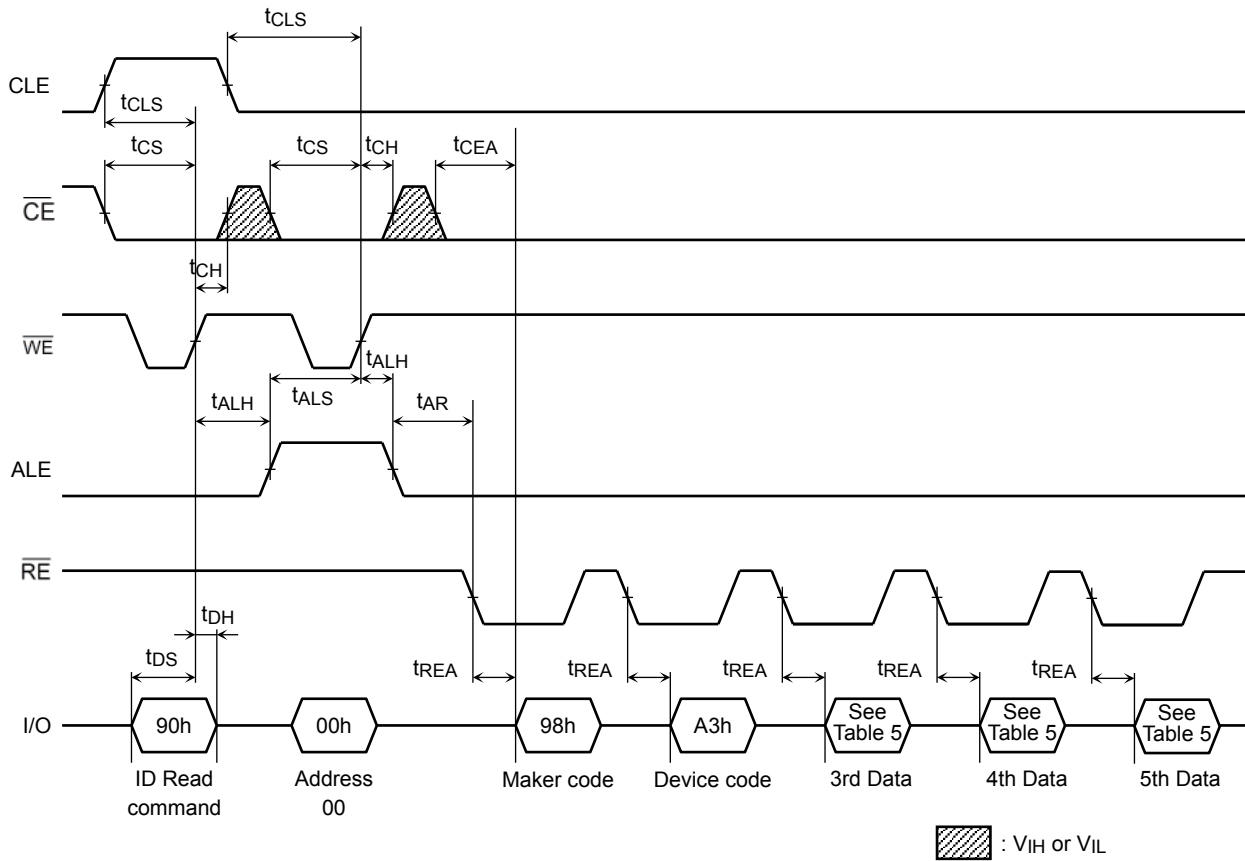 tCLS
CLE
tCLS
tCS tCS tCH tCEA
CE
tCH
WE
tALH
tALH tALS tAR
ALE
RE
tDH
tDS tREA tREA tREA tREA tREA
I/O 90h 00h 98h A3h See Table 5 See Table 5 See Table 5
ID Read command Address 00 Maker code Device code 3rd Data 4th Data 5th Data
: VIH or VIL